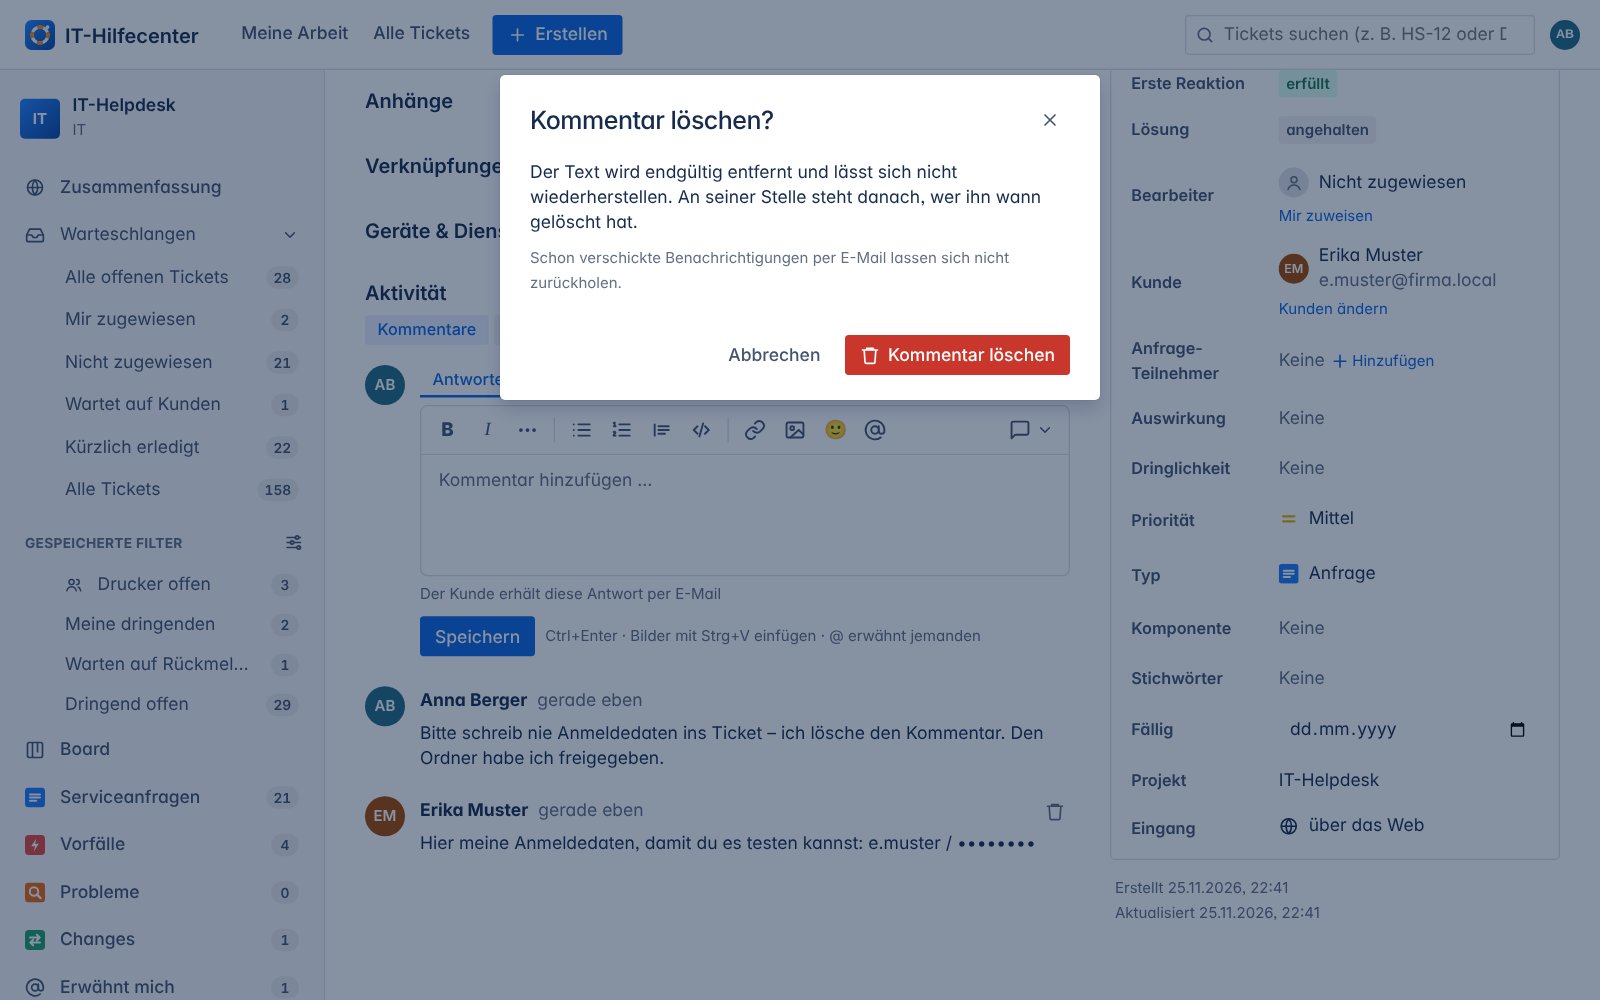 IT-Hilfecenter
Meine Arbeit
Alle Tickets
Erstellen
Tickets suchen (z. B. HS-12 oder D
AB
IT
IT-Helpdesk
IT
Zusammenfassung
Warteschlangen
Alle offenen Tickets 28
Mir zugewiesen 2
Nicht zugewiesen 21
Wartet auf Kunden 1
Kürzlich erledigt 22
Alle Tickets 158
GESPEICHERTE FILTER
Drucker offen 3
Meine dringenden 2
Warten auf Rückmel... 1
Dringend offen 29
Board
Serviceanfragen 21
Vorfälle 4
Probleme 0
Changes 1
Erwähnt mich 1
Anhänge
Verknüpfunge
Geräte & Diens
Aktivität
Kommentare
AB
Antworte
Kommentar löschen?
Der Text wird endgültig entfernt und lässt sich nicht
wiederherstellen. An seiner Stelle steht danach, wer ihn wann
gelöscht hat.
Schon verschickte Benachrichtigungen per E-Mail lassen sich nicht
zurückholen.
Abbrechen
Kommentar löschen
B I
Kommentar hinzufügen ...
Der Kunde erhält diese Antwort per E-Mail
Speichern
Ctrl+Enter · Bilder mit Strg+V einfügen · @ erwähnt jemanden
AB
Anna Berger gerade eben
Bitte schreib nie Anmeldedaten ins Ticket – ich lösche den Kommentar. Den
Ordner habe ich freigegeben.
EM
Erika Muster gerade eben
Hier meine Anmeldedaten, damit du es testen kannst: e.muster / ••••••••
Erste Reaktion erfüllt
Lösung angehalten
Bearbeiter Nicht zugewiesen
Mir zuweisen
Kunde
EM
Erika Muster
e.muster@firma.local
Kunden ändern
Anfrage-
Teilnehmer
Keine Hinzufügen
Auswirkung Keine
Dringlichkeit Keine
Priorität Mittel
Typ Anfrage
Komponente Keine
Stichwörter Keine
Fällig dd.mm.yyyy
Projekt IT-Helpdesk
Eingang über das Web
Erstellt 25.11.2026, 22:41
Aktualisiert 25.11.2026, 22:41